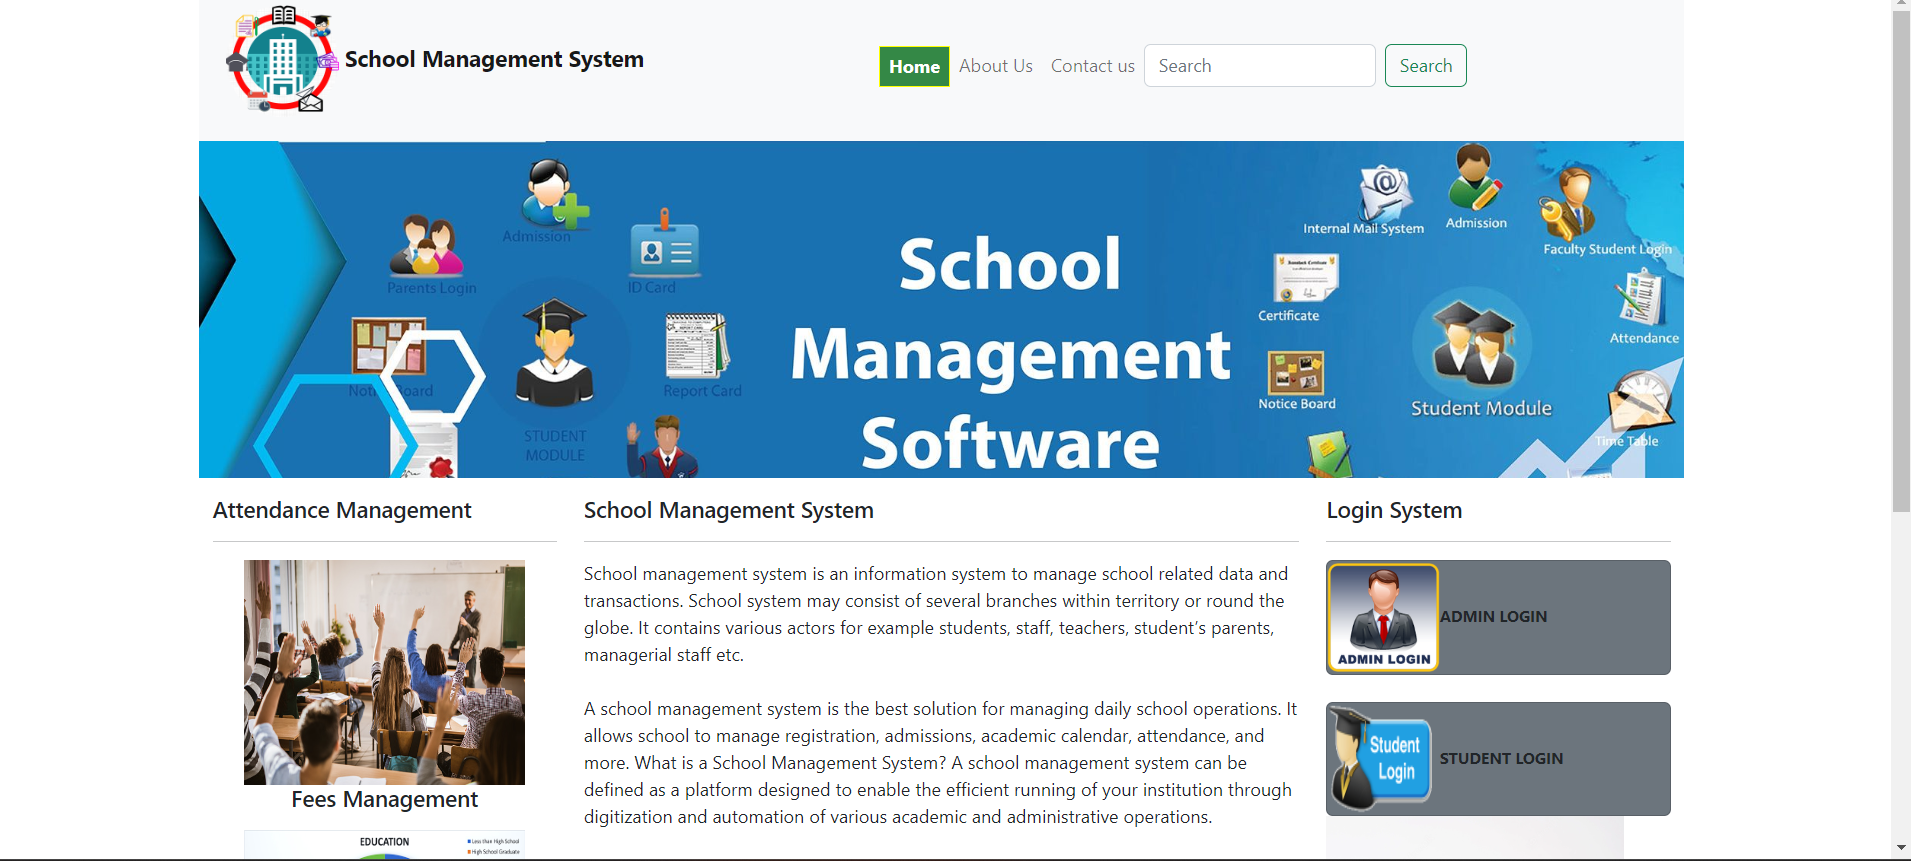 School Management System
Home About Us Contact us Search Search
Admission
Parents Login
ID Card
Notice Board
Report Card
STUDENT
MODULE
School
Management
Software
Internal Mail System
Admission
Faculty Student Login
Certificate
Attendance
Notice Board
Student Module
Time Table
Attendance Management
Fees Management
EDUCATION
Less than High School
High School Graduate
School Management System
School management system is an information system to manage school related data and
transactions. School system may consist of several branches within territory or round the
globe. It contains various actors for example students, staff, teachers, student’s parents,
managerial staff etc.
A school management system is the best solution for managing daily school operations. It
allows school to manage registration, admissions, academic calendar, attendance, and
more. What is a School Management System? A school management system can be
defined as a platform designed to enable the efficient running of your institution through
digitization and automation of various academic and administrative operations.
Login System
ADMIN LOGIN
ADMIN LOGIN
Student
Login
STUDENT LOGIN